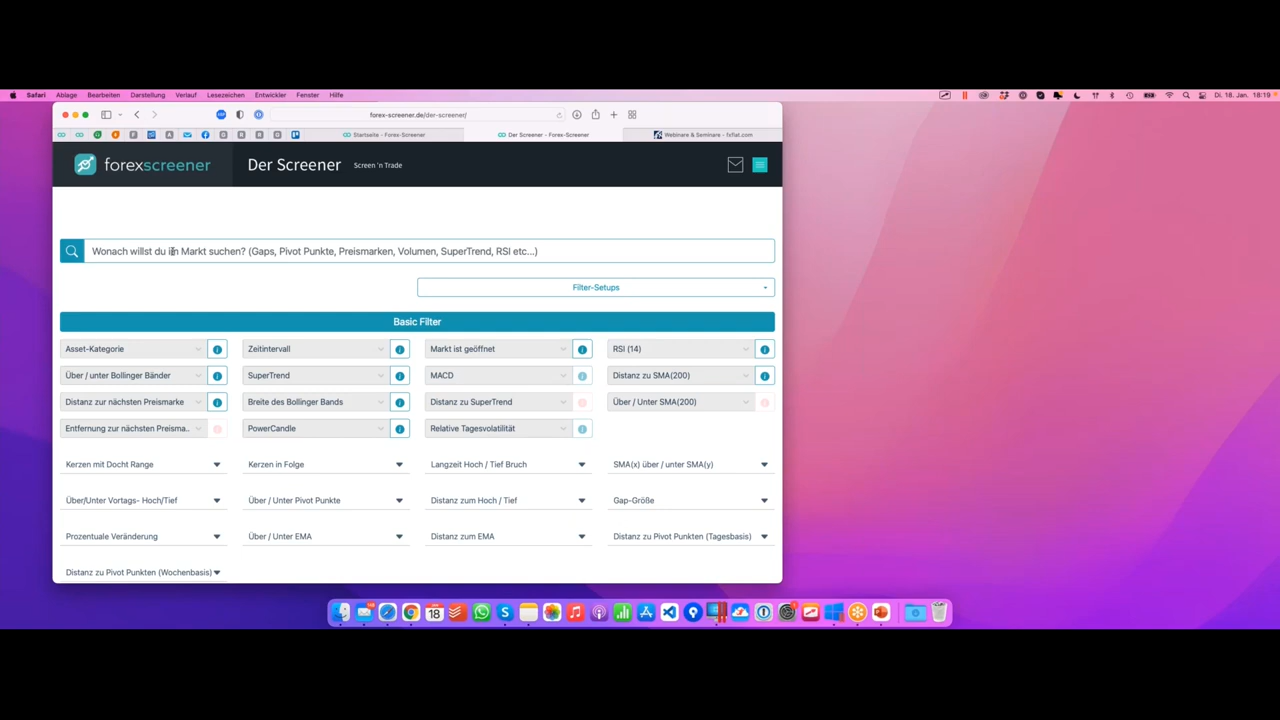 Safari Ablage Bearbeiten Darstellung Verlauf Lesezeichen Entwickler Fenster Hilfe Di. 18. Jan. 18:19
forex-screener.de/der-screener/
Startseite - Forex-Screener Der Screener - Forex-Screener Webinare & Seminare - fxflat.com
forexscreener Der Screener Screen 'n Trade
Wonach willst du im Markt suchen? (Gaps, Pivot Punkte, Preismarken, Volumen, SuperTrend, RSI etc...)
Filter-Setups
Basic Filter
Asset-Kategorie Zeitintervall Markt ist geöffnet RSI (14)
Über / unter Bollinger Bänder SuperTrend MACD Distanz zu SMA(200)
Distanz zur nächsten Preismarke Breite des Bollinger Bands Distanz zu SuperTrend Über / Unter SMA(200)
Entfernung zur nächsten Preisma.. PowerCandle Relative Tagesvolatilität
Kerzen mit Docht Range Kerzen in Folge Langzeit Hoch / Tief Bruch SMA(x) über / unter SMA(y)
Über/Unter Vortags- Hoch/Tief Über / Unter Pivot Punkte Distanz zum Hoch / Tief Gap-Größe
Prozentuale Veränderung Über / Unter EMA Distanz zum EMA Distanz zu Pivot Punkten (Tagesbasis)
Distanz zu Pivot Punkten (Wochenbasis)
18